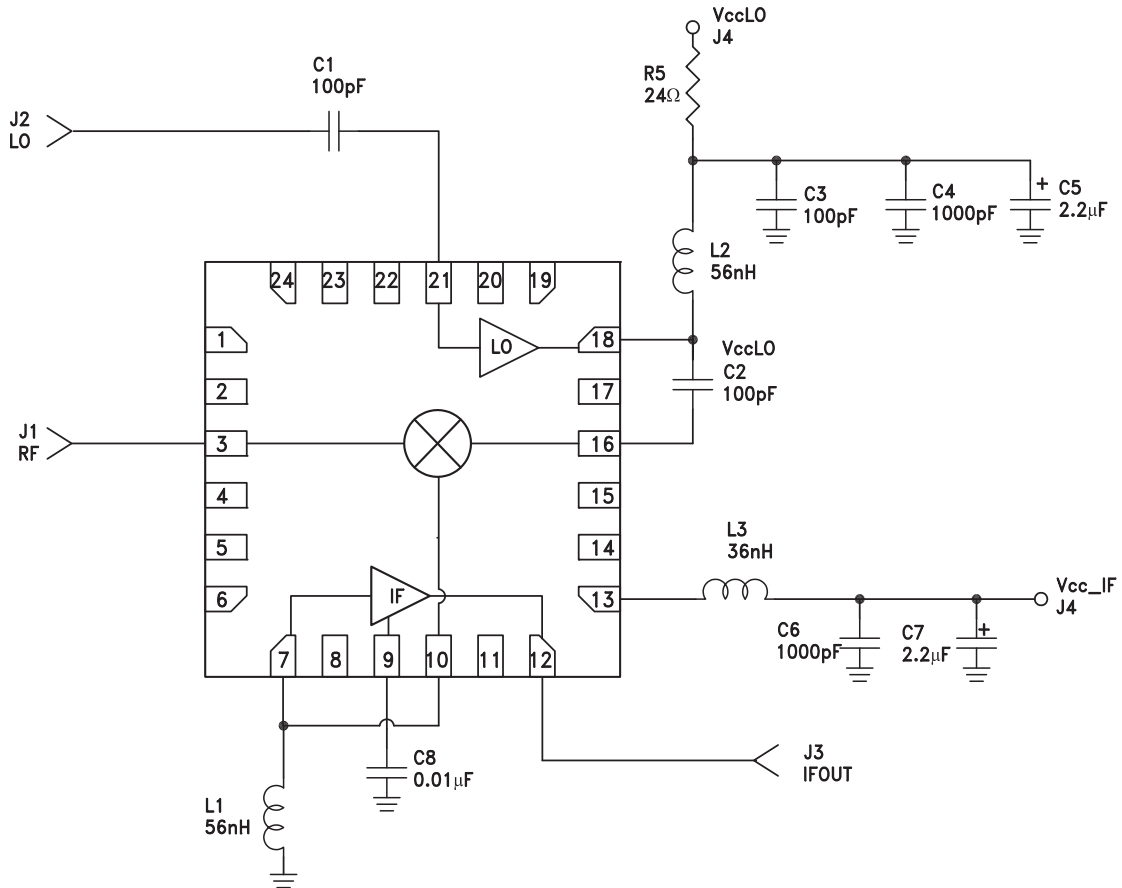 VccLO
J4
R5
24Ω
C1
100pF
J2
LO
C3
100pF
C4
1000pF
+
C5
2.2μF
L2
56nH
24
23
22
21
20
19
1
LO
18
VccLO
C2
100pF
2
17
J1
RF
3
16
4
15
5
14
L3
36nH
6
IF
13
Vcc_IF
J4
C6
1000pF
C7
2.2μF
+
7
8
9
10
11
12
C8
0.01μF
J3
IFOUT
L1
56nH